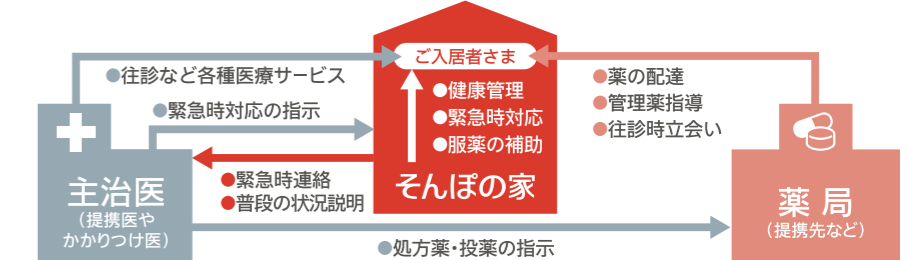 ご入居者さま
●往診など各種医療サービス
●緊急時対応の指示
●健康管理
●緊急時対応
●服薬の補助
そんぽの家
●薬の配達
●管理薬指導
●往診時立会い
●緊急時連絡
●普段の状況説明
主治医
（提携医や
かかりつけ医）
薬局
（提携先など）
●処方薬・投薬の指示